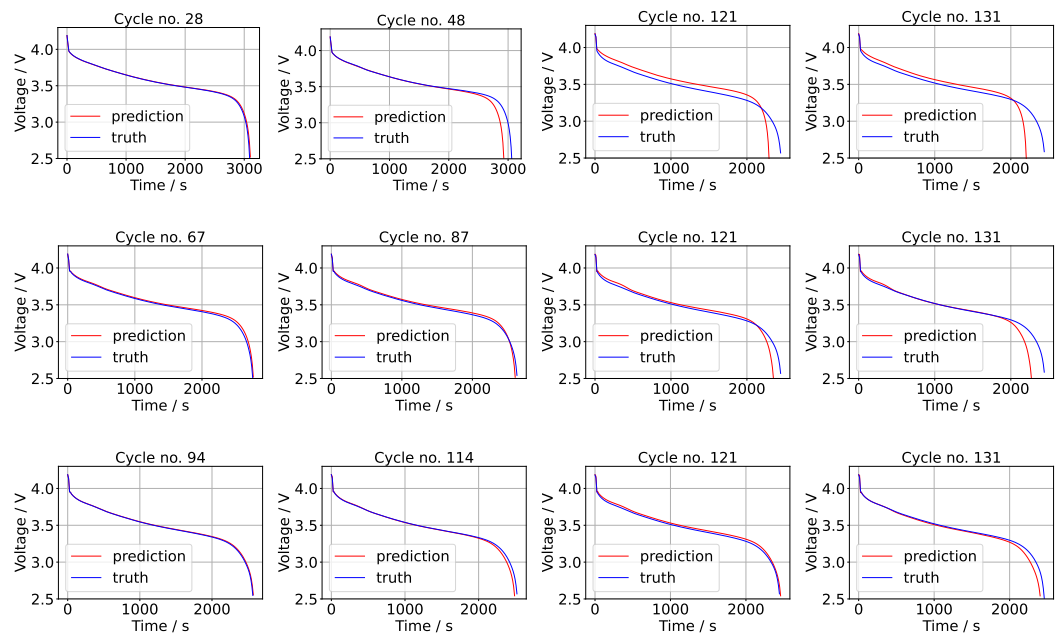 Cycle no. 28
4.0
3.5
3.0
2.5
Voltage / V
prediction
truth
0
1000
2000
3000
Time / s
Cycle no. 48
4.0
3.5
3.0
2.5
Voltage / V
prediction
truth
0
1000
2000
3000
Time / s
Cycle no. 121
4.0
3.5
3.0
2.5
Voltage / V
prediction
truth
0
1000
2000
Time / s
Cycle no. 131
4.0
3.5
3.0
2.5
Voltage / V
prediction
truth
0
1000
2000
Time / s
Cycle no. 67
4.0
3.5
3.0
2.5
Voltage / V
prediction
truth
0
1000
2000
Time / s
Cycle no. 87
4.0
3.5
3.0
2.5
Voltage / V
prediction
truth
0
1000
2000
Time / s
Cycle no. 121
4.0
3.5
3.0
2.5
Voltage / V
prediction
truth
0
1000
2000
Time / s
Cycle no. 131
4.0
3.5
3.0
2.5
Voltage / V
prediction
truth
0
1000
2000
Time / s
Cycle no. 94
4.0
3.5
3.0
2.5
Voltage / V
prediction
truth
0
1000
2000
Time / s
Cycle no. 114
4.0
3.5
3.0
2.5
Voltage / V
prediction
truth
0
1000
2000
Time / s
Cycle no. 121
4.0
3.5
3.0
2.5
Voltage / V
prediction
truth
0
1000
2000
Time / s
Cycle no. 131
4.0
3.5
3.0
2.5
Voltage / V
prediction
truth
0
1000
2000
Time / s